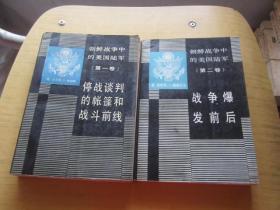 朝鲜战争中
的美国陆军
(第一卷)
停战谈判
的帐篷和
战斗前线
朝鲜战争中
的美国陆军
(第二卷)
战争爆
发前后